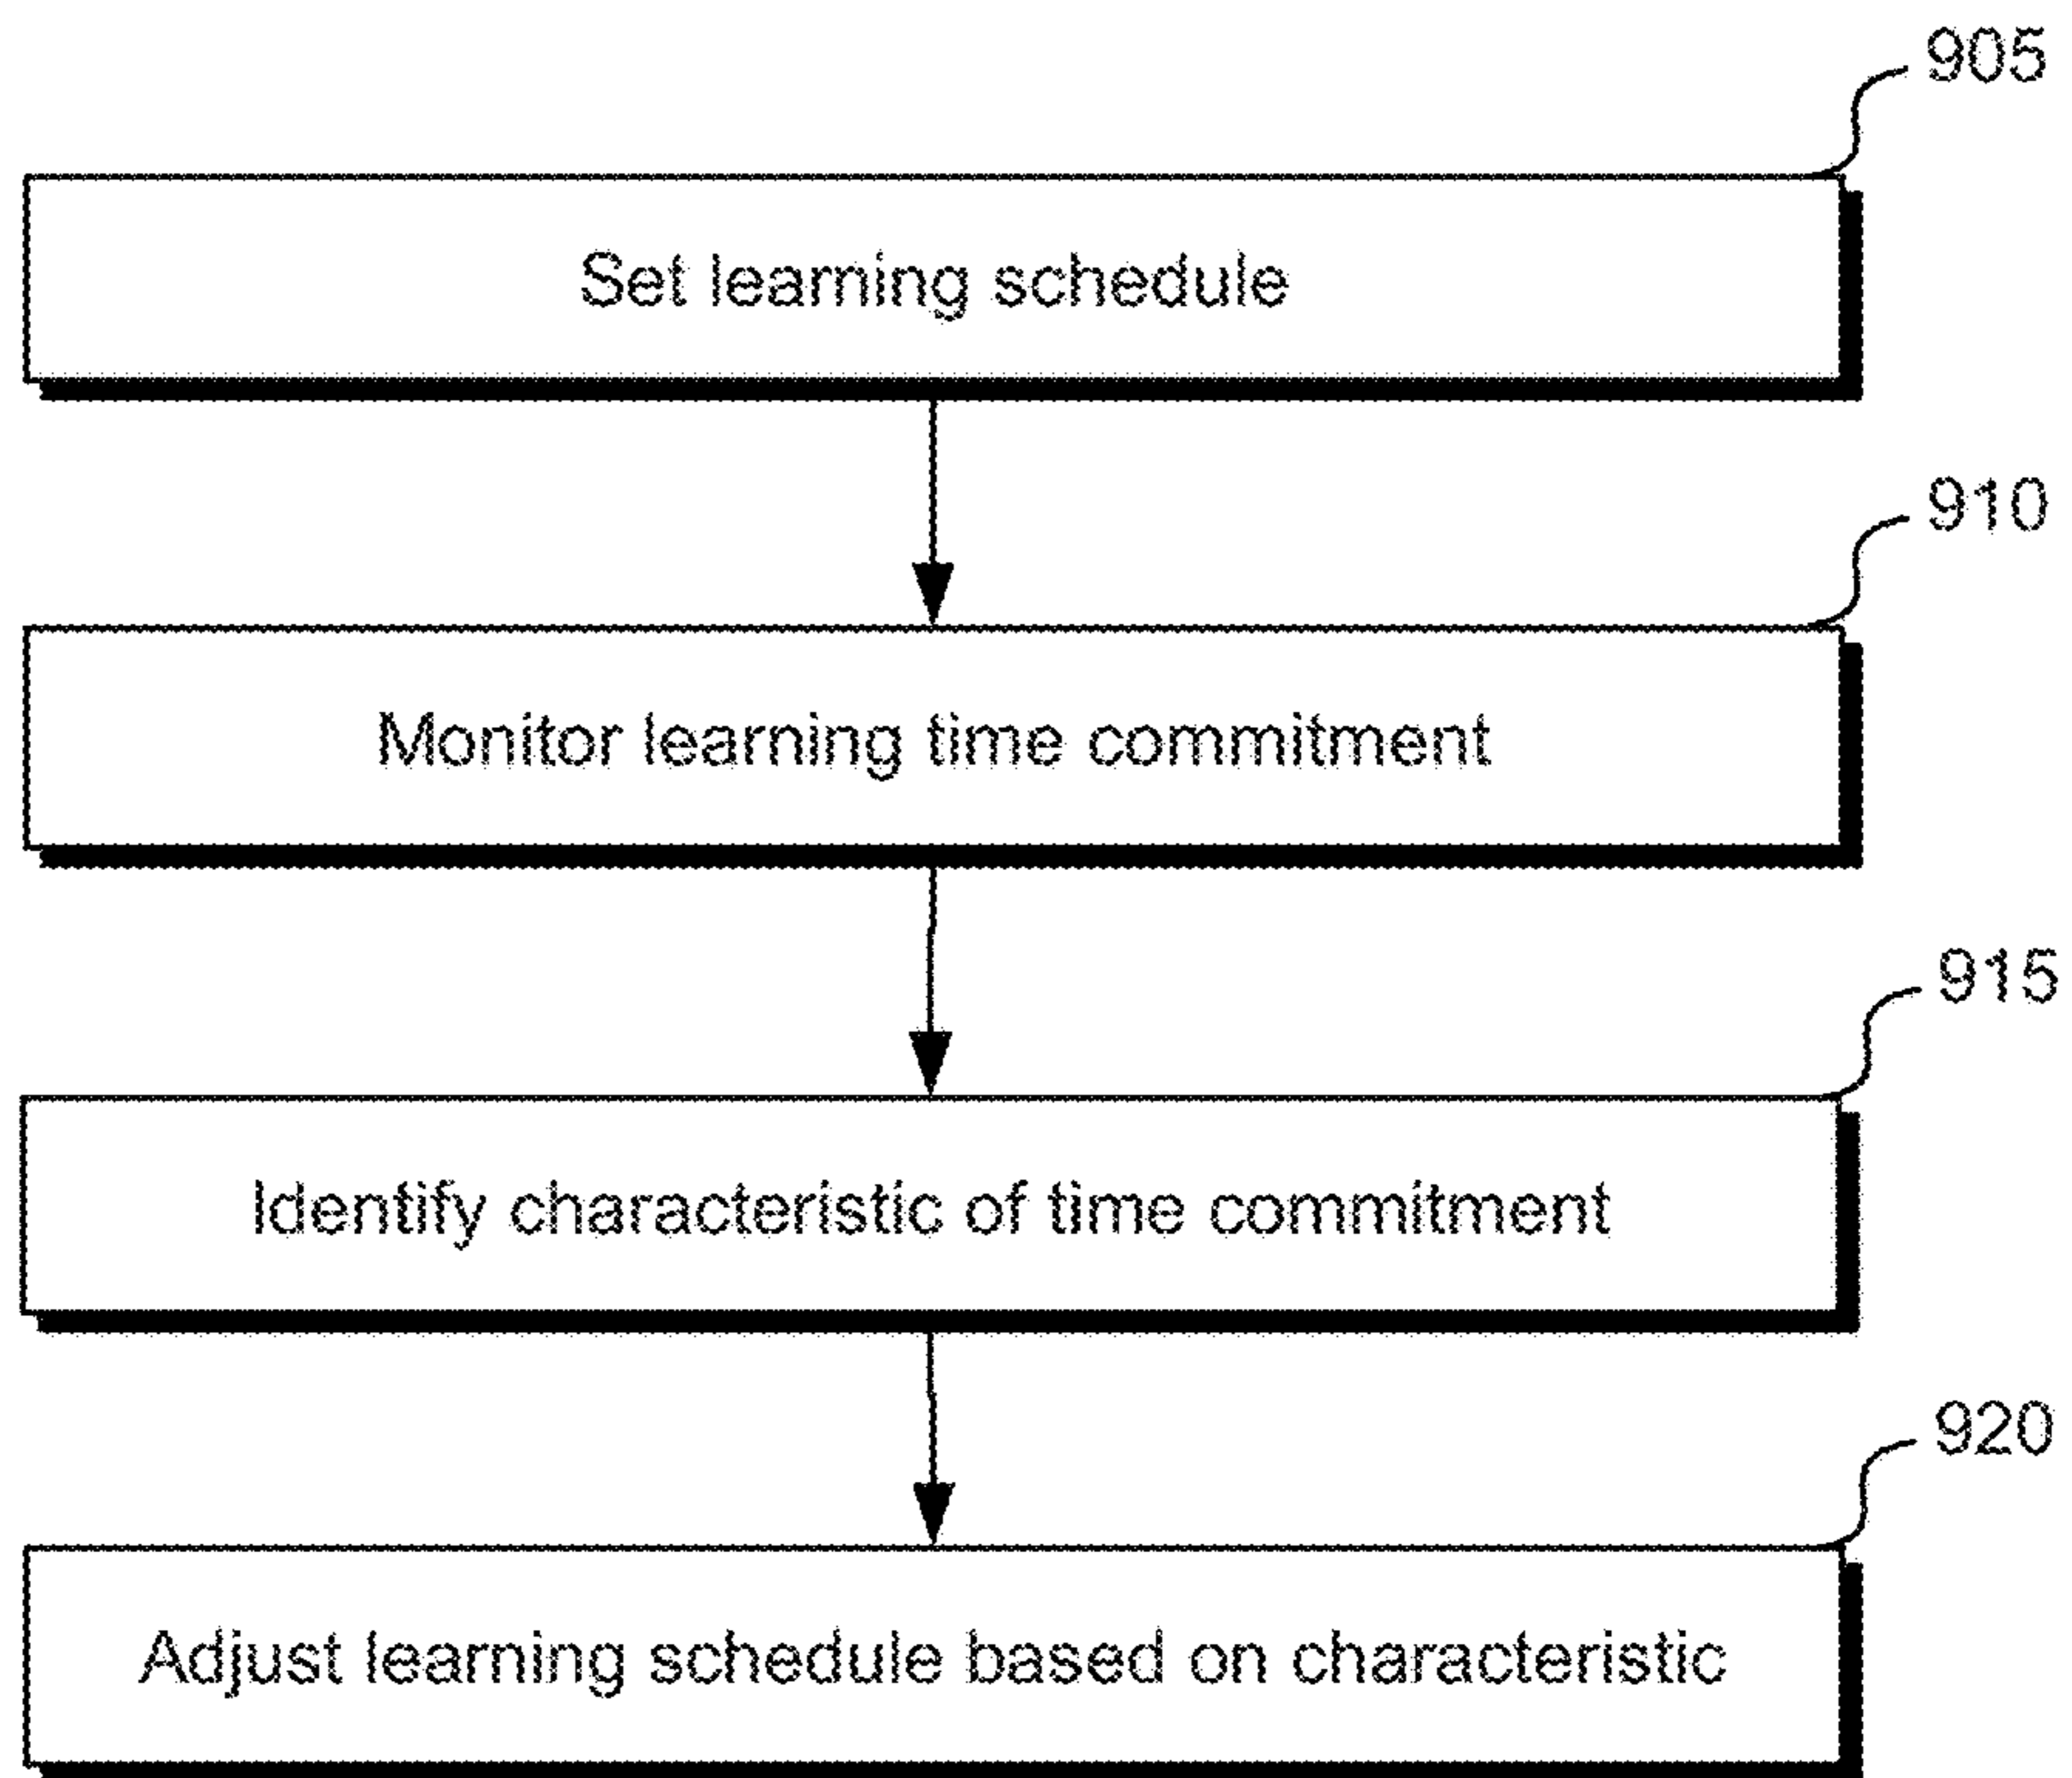 905
Set learning schedule
910
Monitor learning time commitment
915
Identify characteristic of time commitment
920
Adjust learning schedule based on characteristic